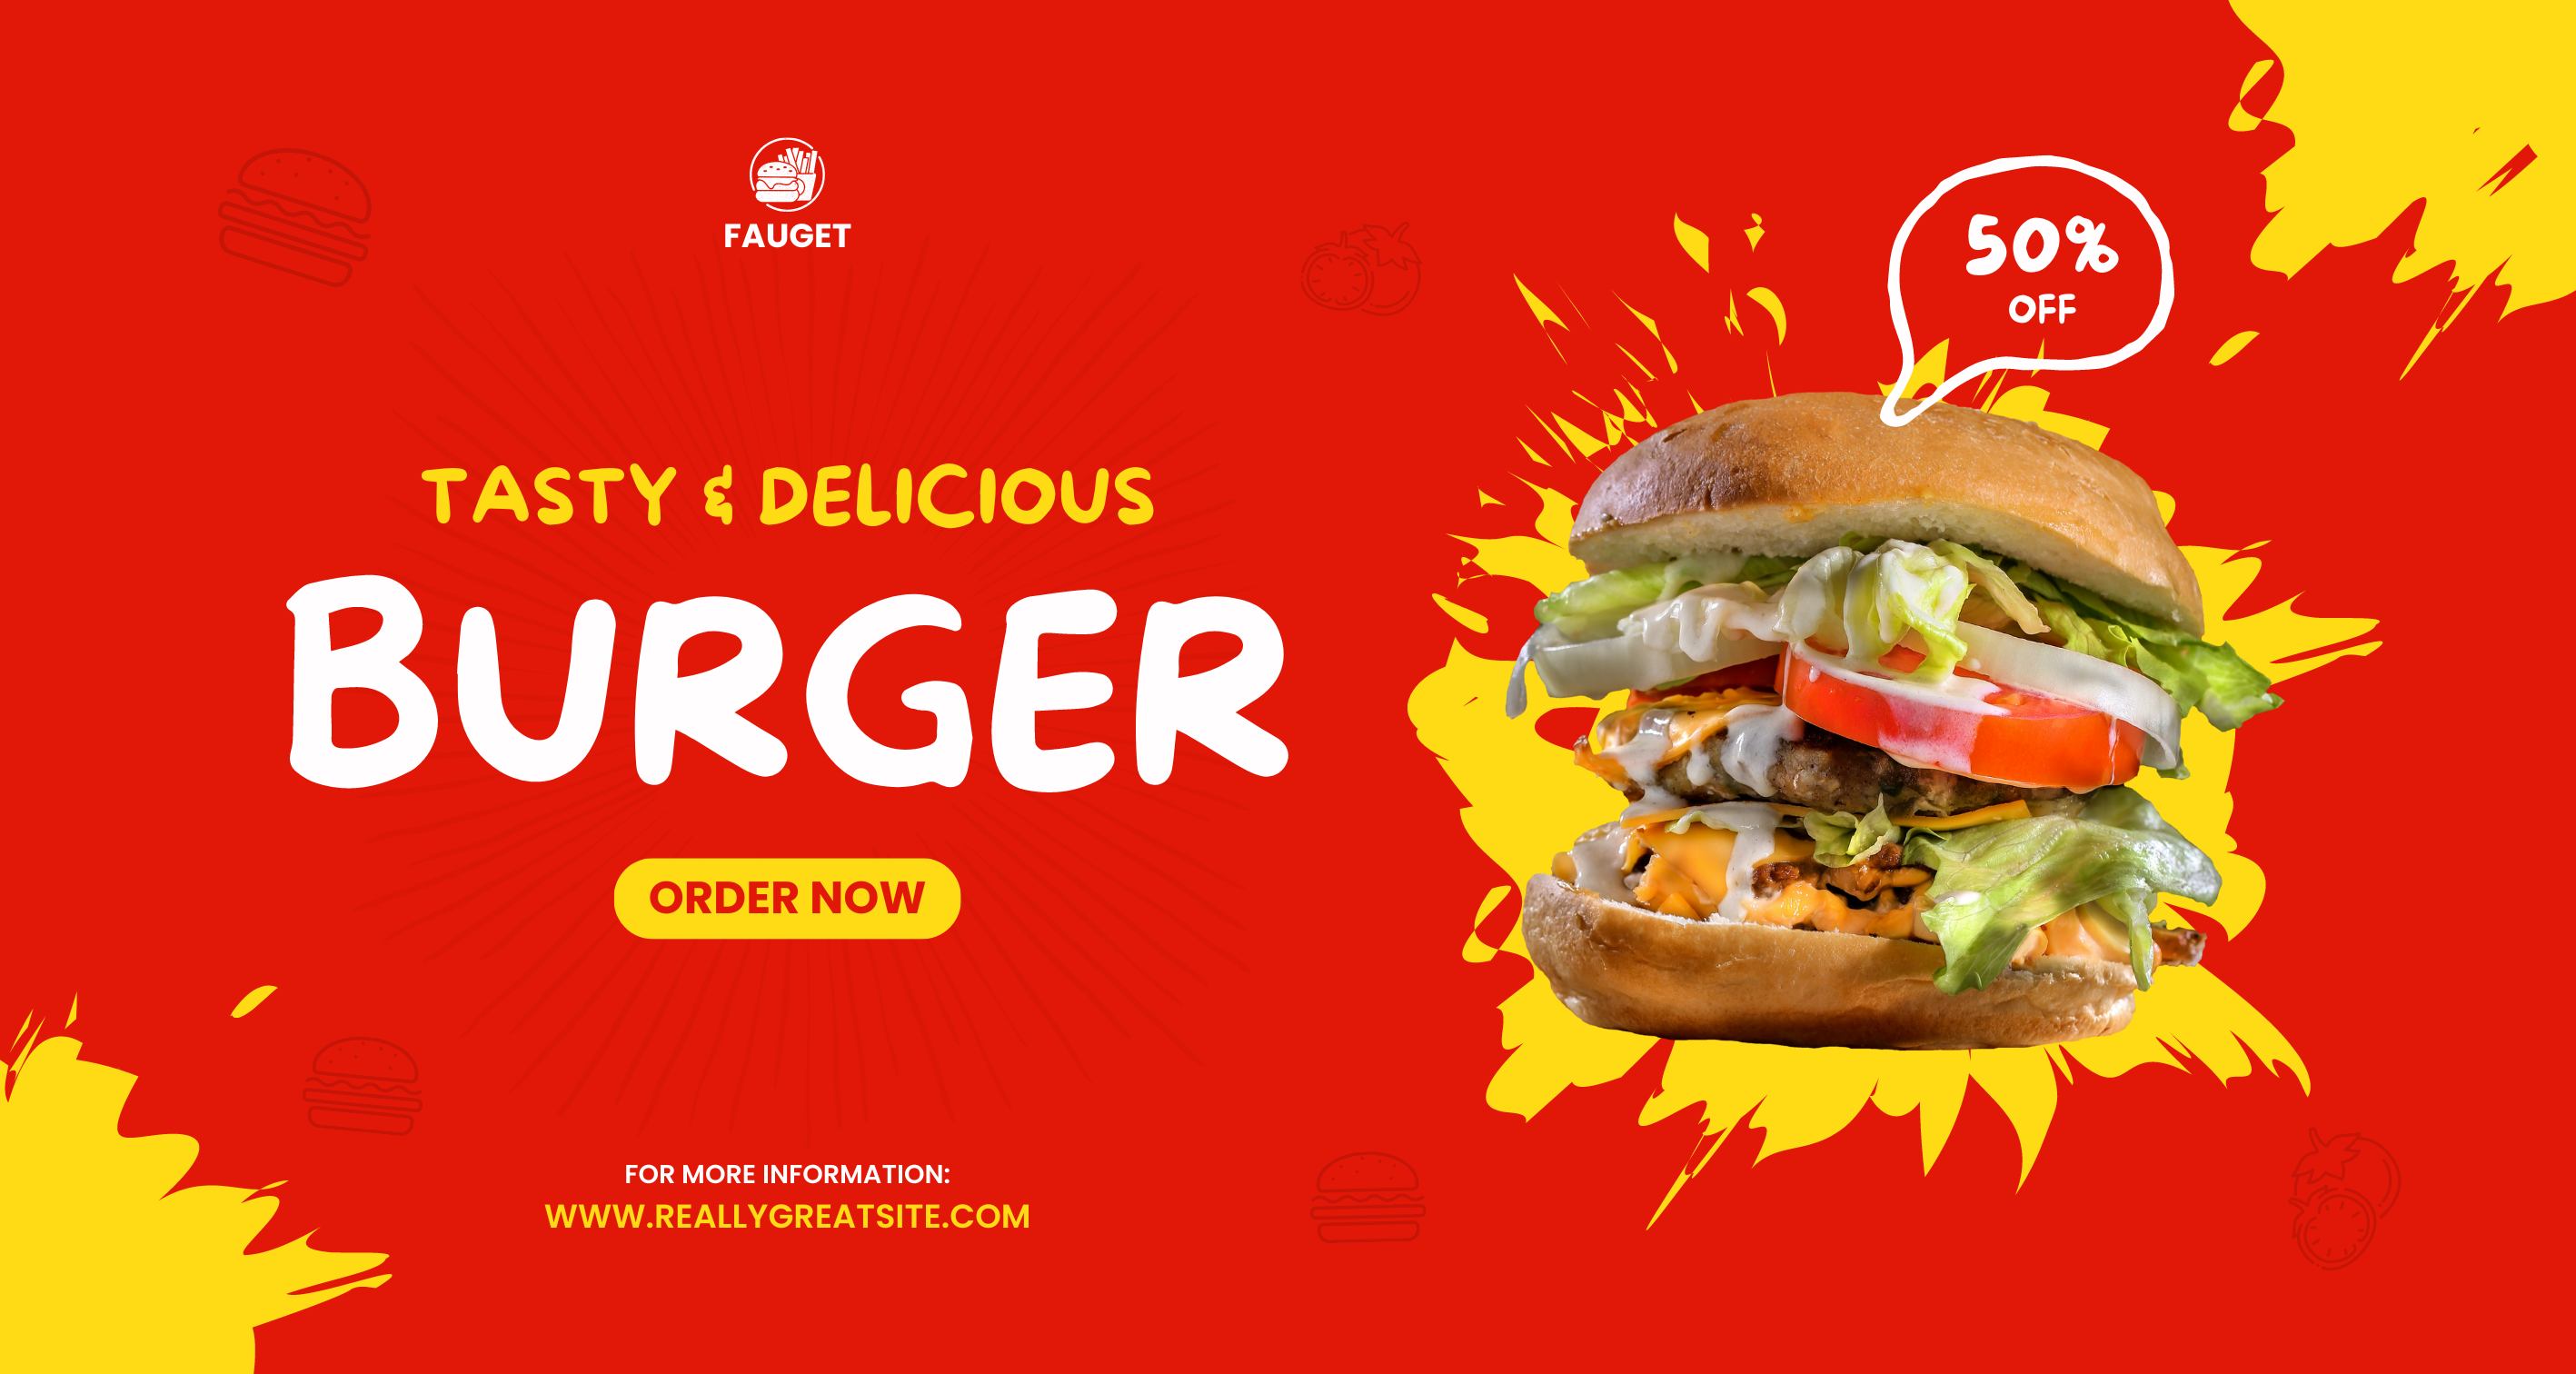 FAUGET
TASTY & DELICIOUS
BURGER
ORDER NOW
FOR MORE INFORMATION:
WWW.REALLYGREATSITE.COM
50%
OFF